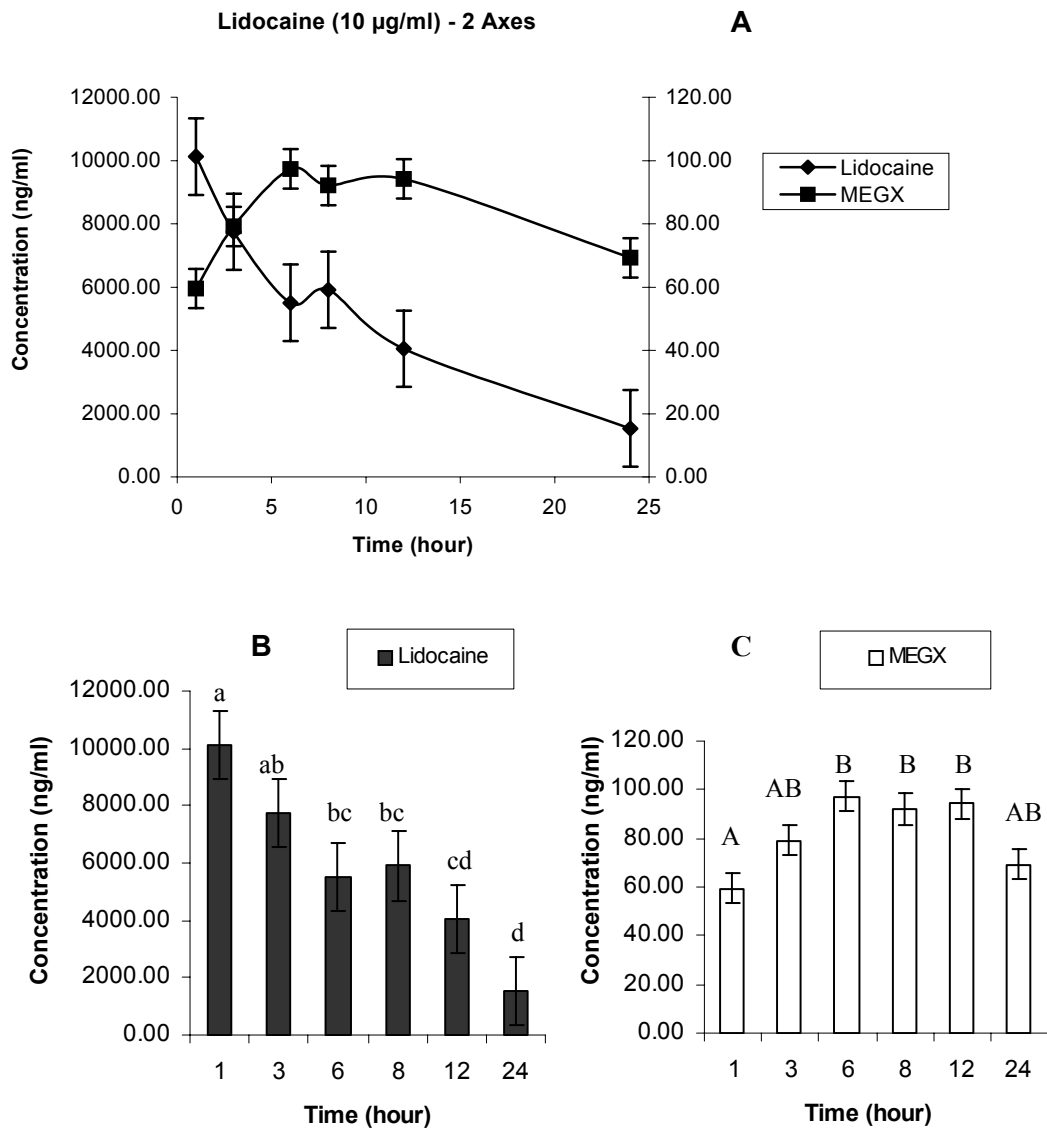 Lidocaine (10 µg/ml) - 2 Axes
A
12000.00
10000.00
8000.00
6000.00
4000.00
2000.00
0.00
Concentration (ng/ml)
120.00
100.00
80.00
60.00
40.00
20.00
0.00
Lidocaine
MEGX
0 5 10 15 20 25
Time (hour)
B
Lidocaine
12000.00
10000.00
8000.00
6000.00
4000.00
2000.00
0.00
Concentration (ng/ml)
a
ab
bc
bc
cd
d
1 3 6 8 12 24
Time (hour)
C
MEGX
120.00
100.00
80.00
60.00
40.00
20.00
0.00
Concentration (ng/ml)
A
AB
B
B
B
AB
1 3 6 8 12 24
Time (hour)